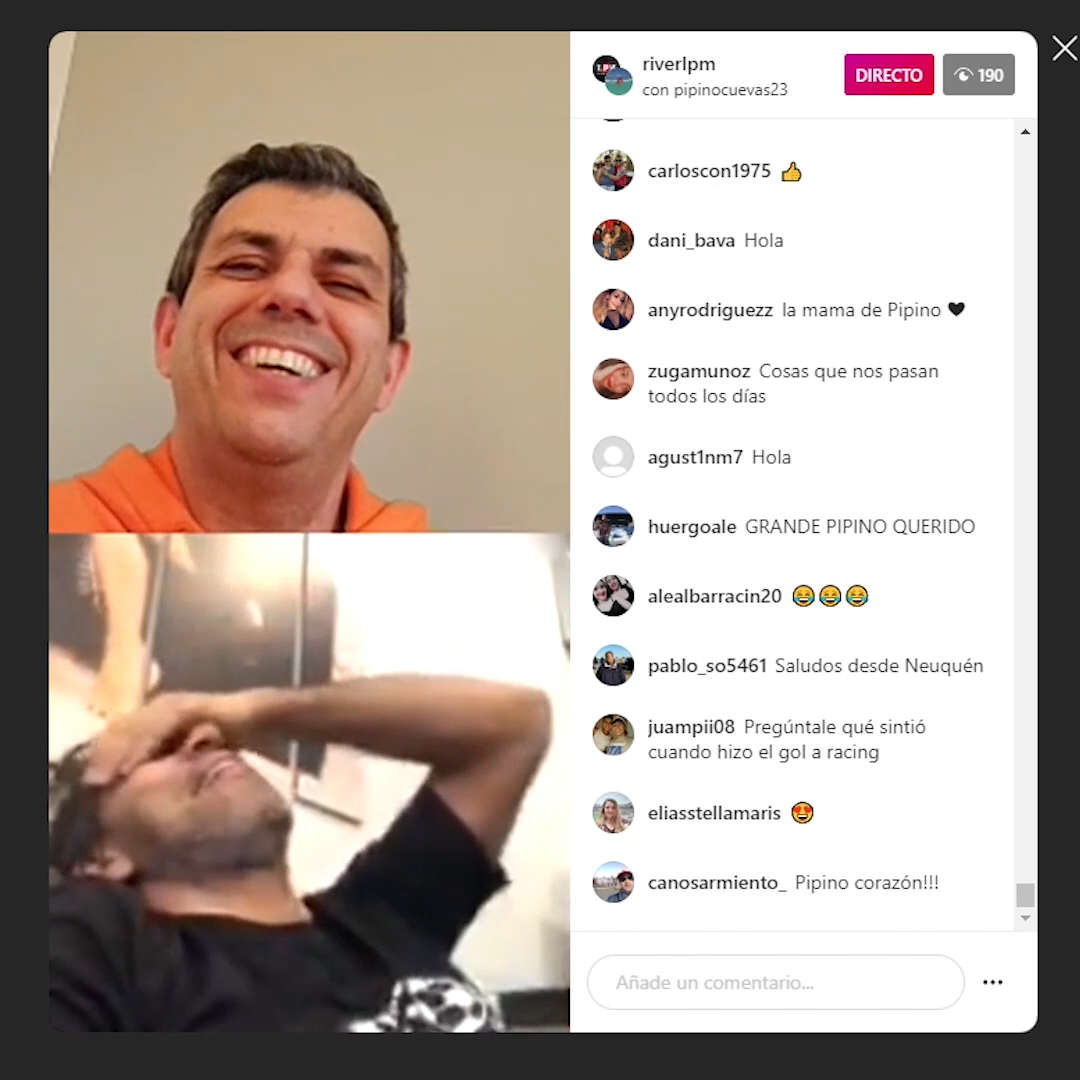 riverlpm
con pipinocuevas23
DIRECTO
190
carloscon1975 👍
dani_bava Hola
anyrodriguezz la mama de Pipino 🖤
zugamunoz Cosas que nos pasan
todos los días
agust1nm7 Hola
huergoale GRANDE PIPINO QUERIDO
alealbarracin20 😂😂😂
pablo_so5461 Saludos desde Neuquén
juampii08 Pregúntale qué sintió
cuando hizo el gol a racing
eliasstellamaris 😍
canosarmiento_ Pipino corazón!!!
Añade un comentario...